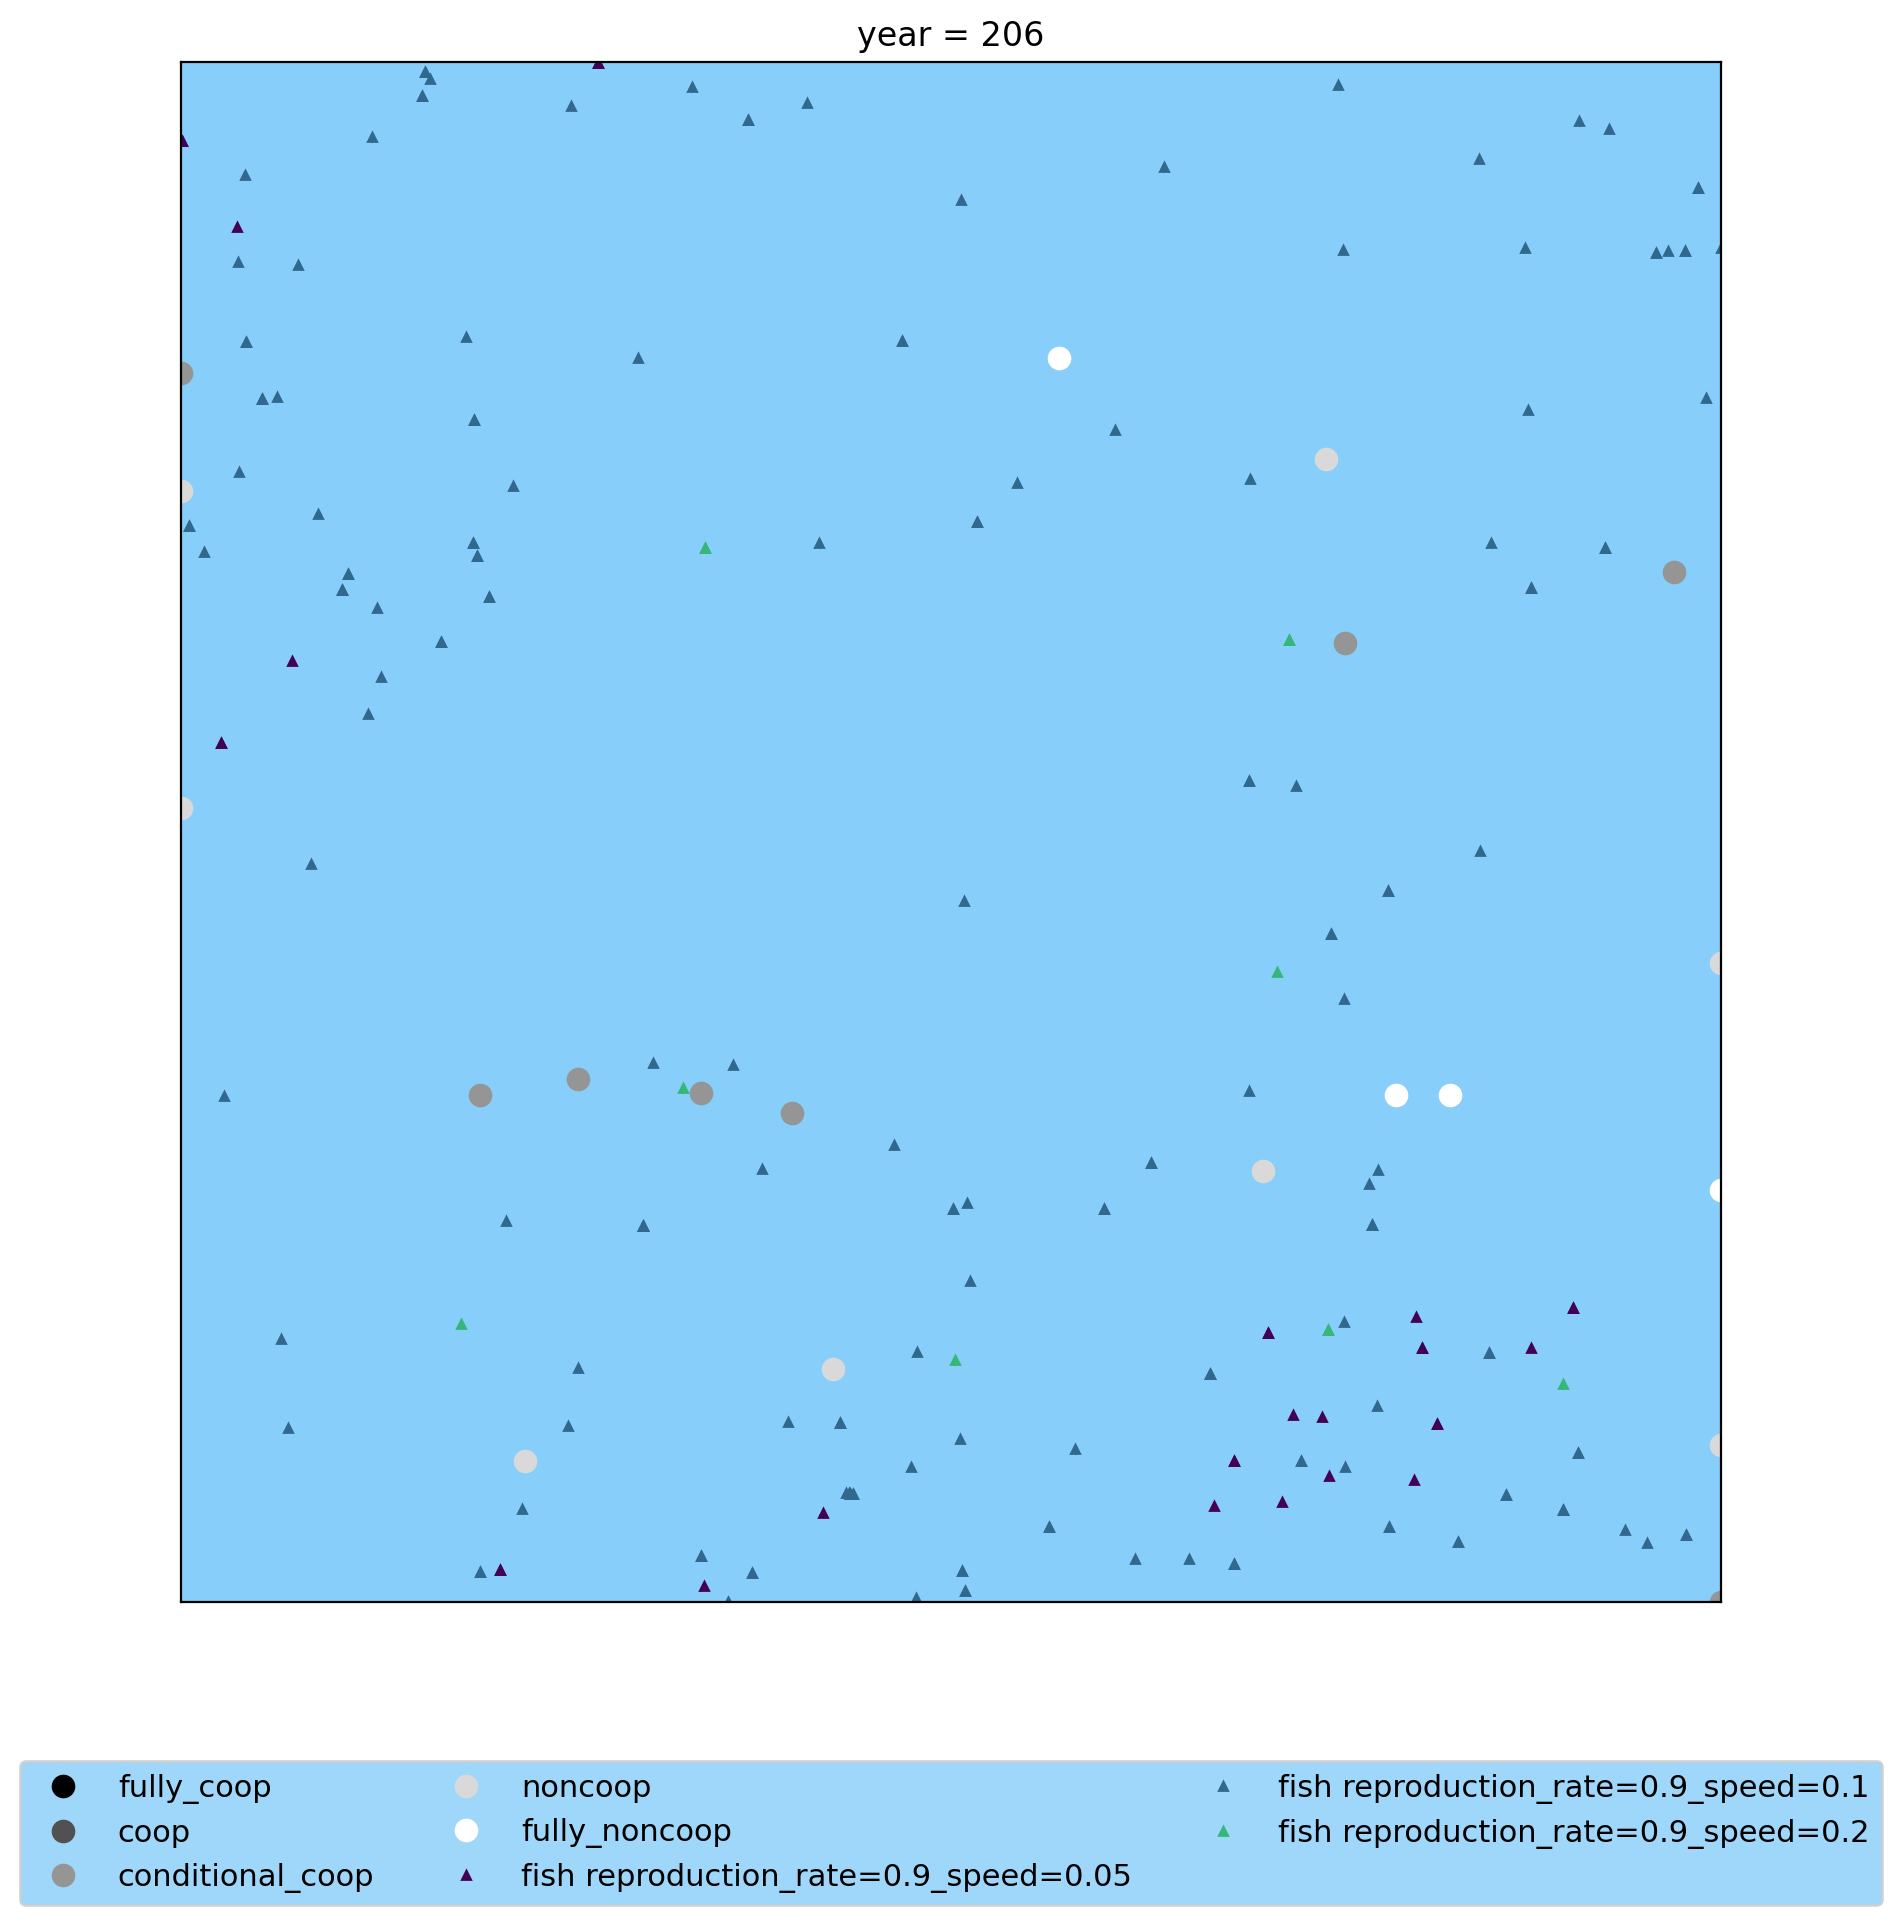 year = 206
fully_coop
coop
conditional_coop
noncoop
fully_noncoop
fish reproduction_rate=0.9_speed=0.05
fish reproduction_rate=0.9_speed=0.1
fish reproduction_rate=0.9_speed=0.2